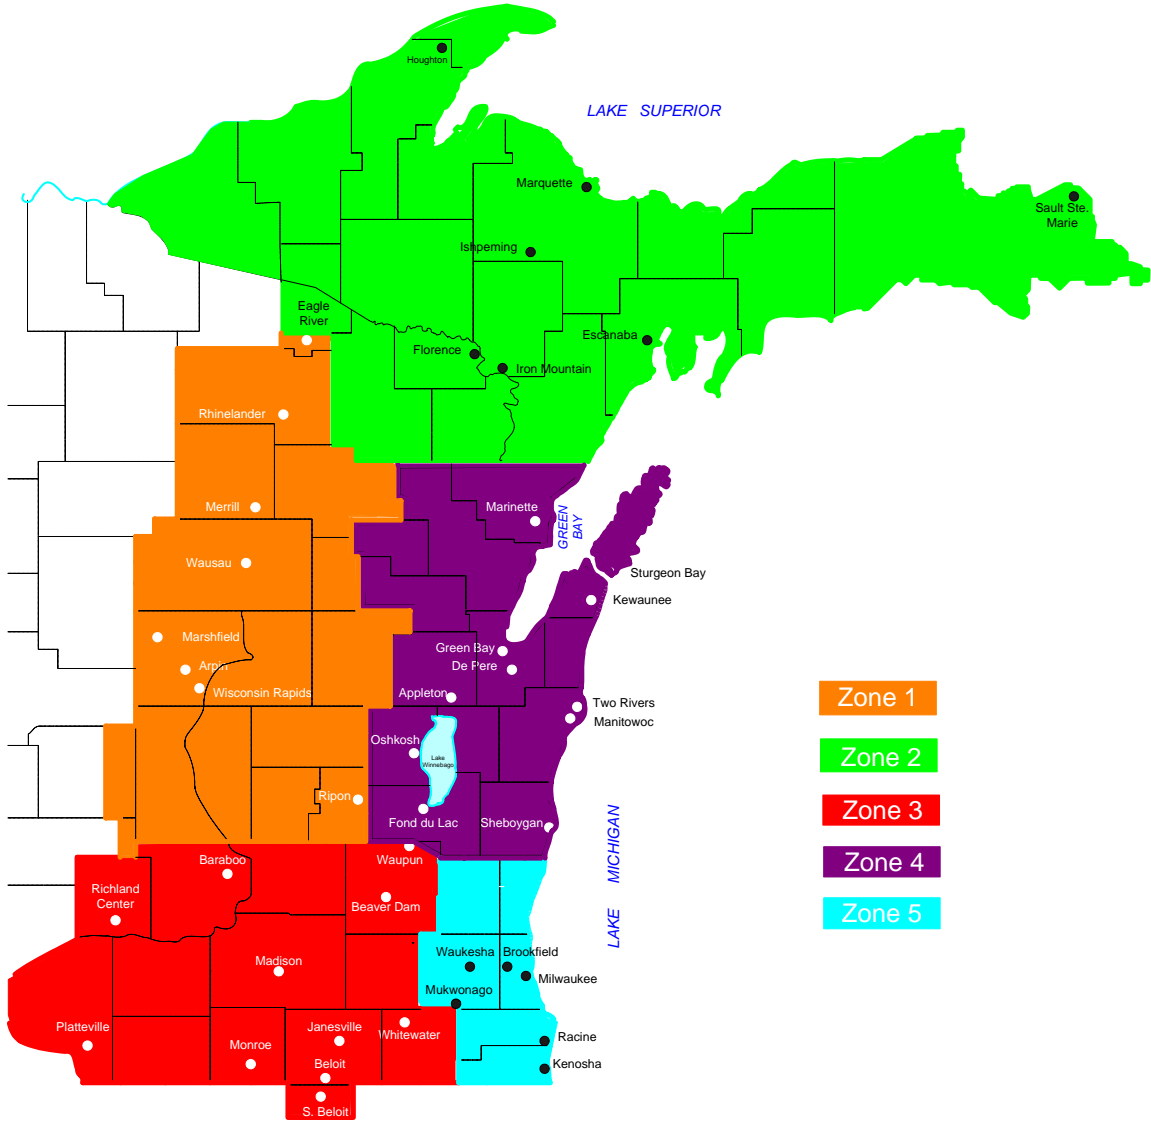 Houghton
LAKE SUPERIOR
Marquette
Sault Ste.
Marie
Ishpeming
Eagle
River
Escanaba
Florence
Iron Mountain
Rhinelander
Merrill
Marinette
GREEN
BAY
Wausau
Sturgeon Bay
Kewaunee
Marshfield
Green Bay
Arpin
De Pere
Wisconsin Rapids
Appleton
Two Rivers
Manitowoc
Zone 1
Oshkosh
Lake
Winnebago
Zone 2
Ripon
Fond du Lac
Sheboygan
Zone 3
LAKE MICHIGAN
Baraboo
Waupun
Zone 4
Richland
Center
Beaver Dam
Zone 5
Waukesha
Brookfield
Madison
Milwaukee
Mukwonago
Platteville
Janesville
Whitewater
Racine
Monroe
Beloit
Kenosha
S. Beloit